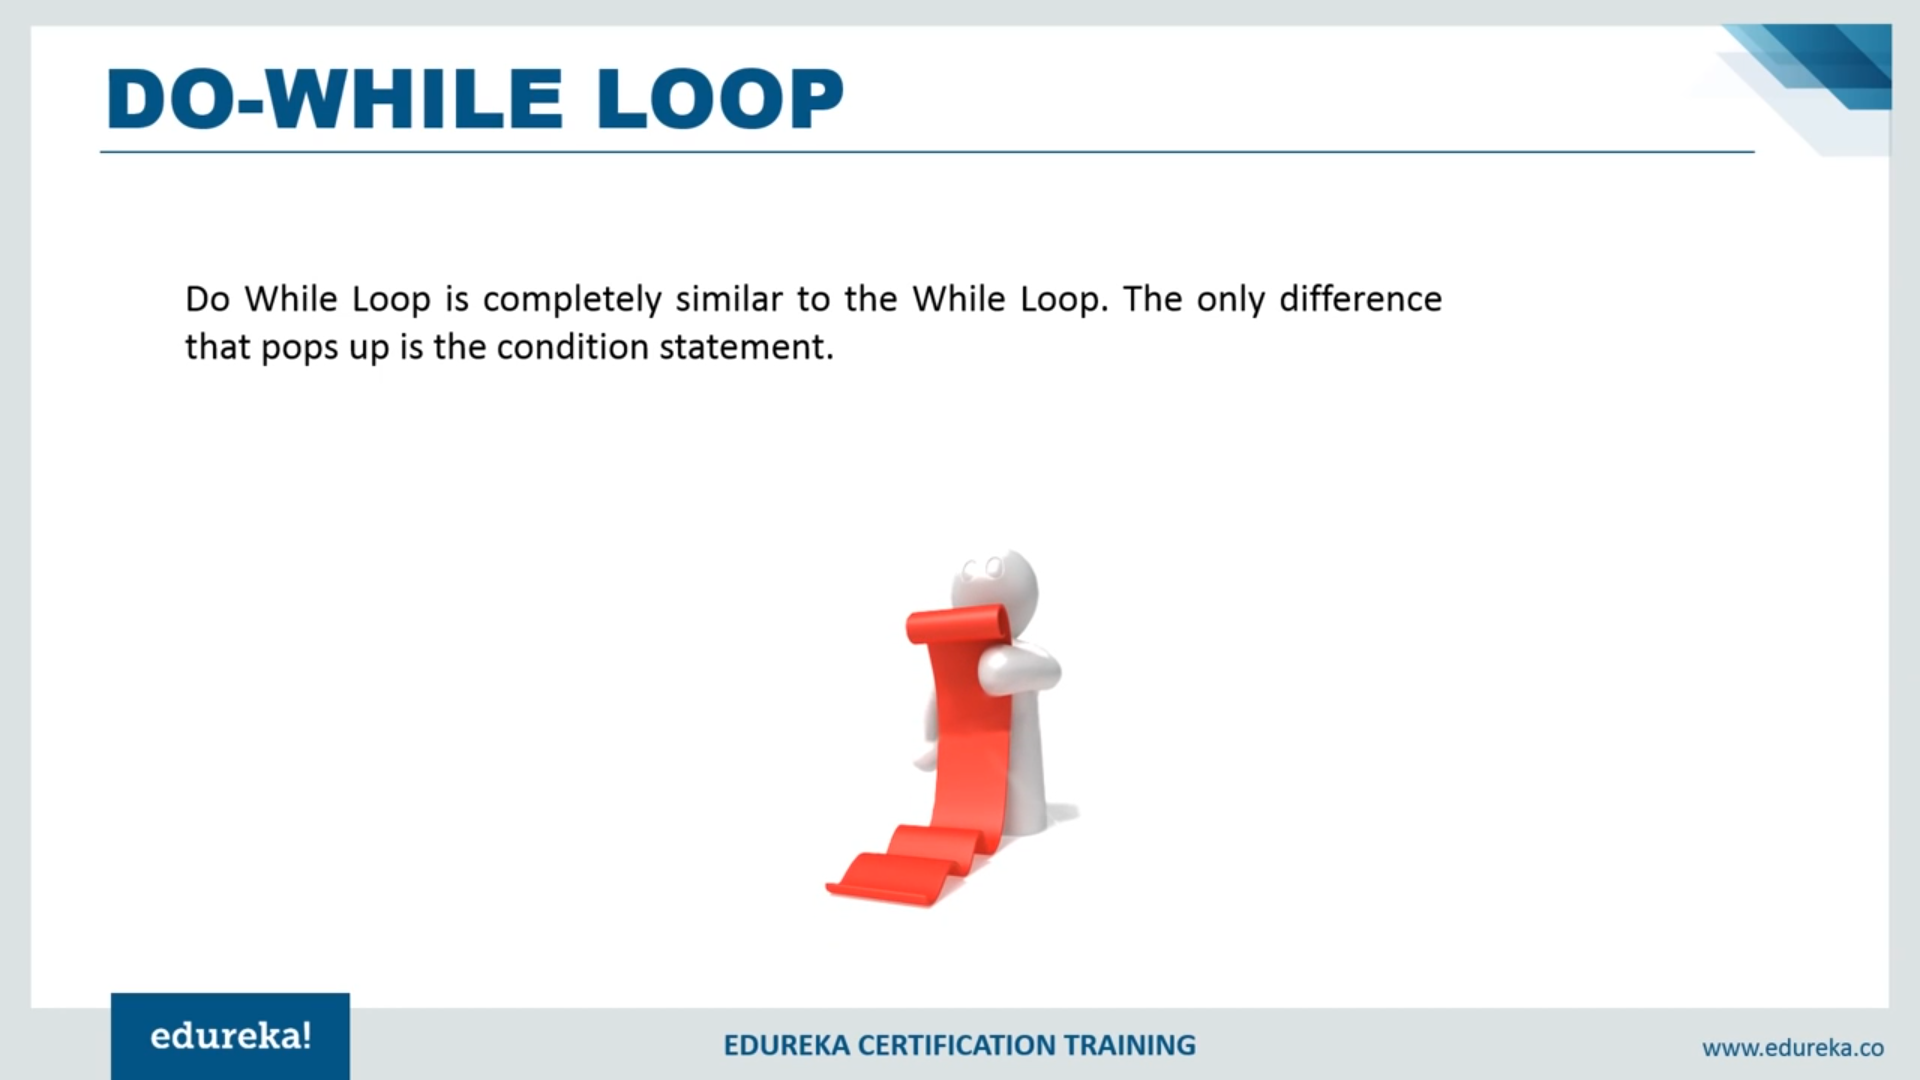 DO-WHILE LOOP
Do While Loop is completely similar to the While Loop. The only difference
that pops up is the condition statement.
edureka!
EDUREKA CERTIFICATION TRAINING
www.edureka.co